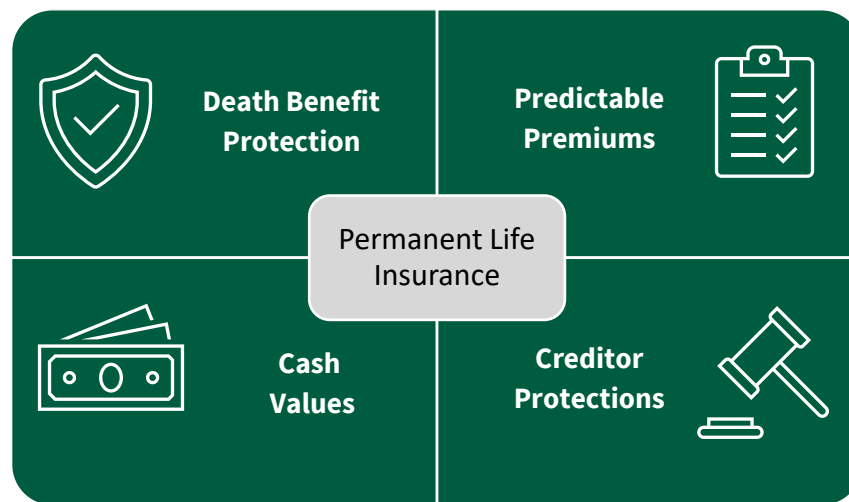 Death Benefit
Protection
Predictable
Premiums
Permanent Life
Insurance
Cash
Values
Creditor
Protections